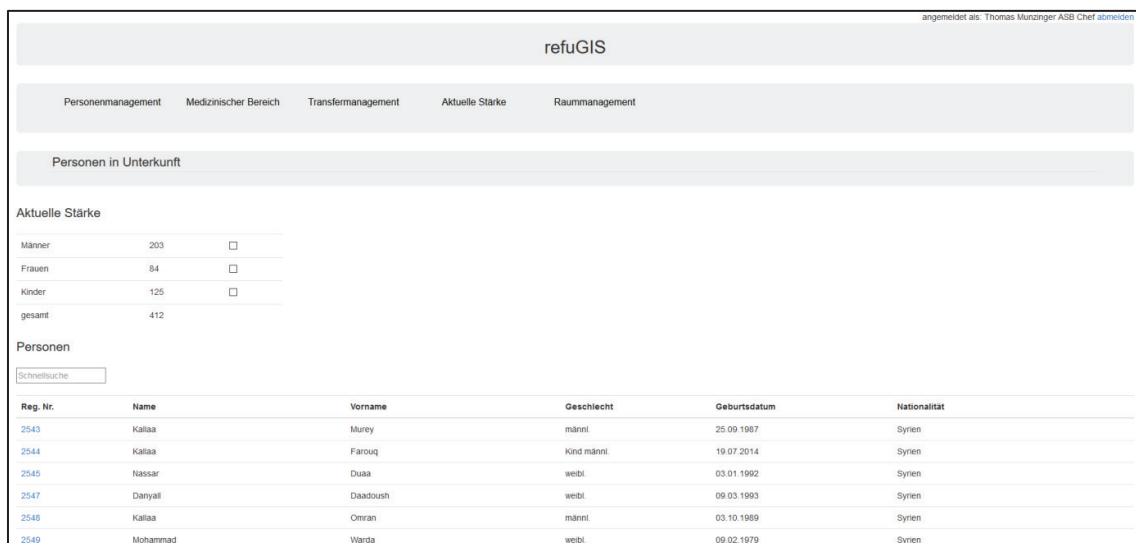 angemeldet als: Thomas Munzinger ASB Chef abmelden
refuGIS
Personenmanagement Medizinischer Bereich Transfermanagement Aktuelle Stärke Raummanagement
Personen in Unterkunft
Aktuelle Stärke
Männer 203
Frauen 84
Kinder 125
gesamt 412
Personen
Schnellsuche
Reg. Nr. Name Vorname Geschlecht Geburtsdatum Nationalität
2543 Kallaa Murey männl. 25.09.1987 Syrien
2544 Kallaa Farouq Kind männl. 19.07.2014 Syrien
2545 Nassar Duaa weibl. 03.01.1992 Syrien
2547 Danyall Daadoush weibl. 09.03.1993 Syrien
2548 Kallaa Omran männl. 03.10.1989 Syrien
2549 Mohammad Warda weibl. 09.02.1979 Syrien